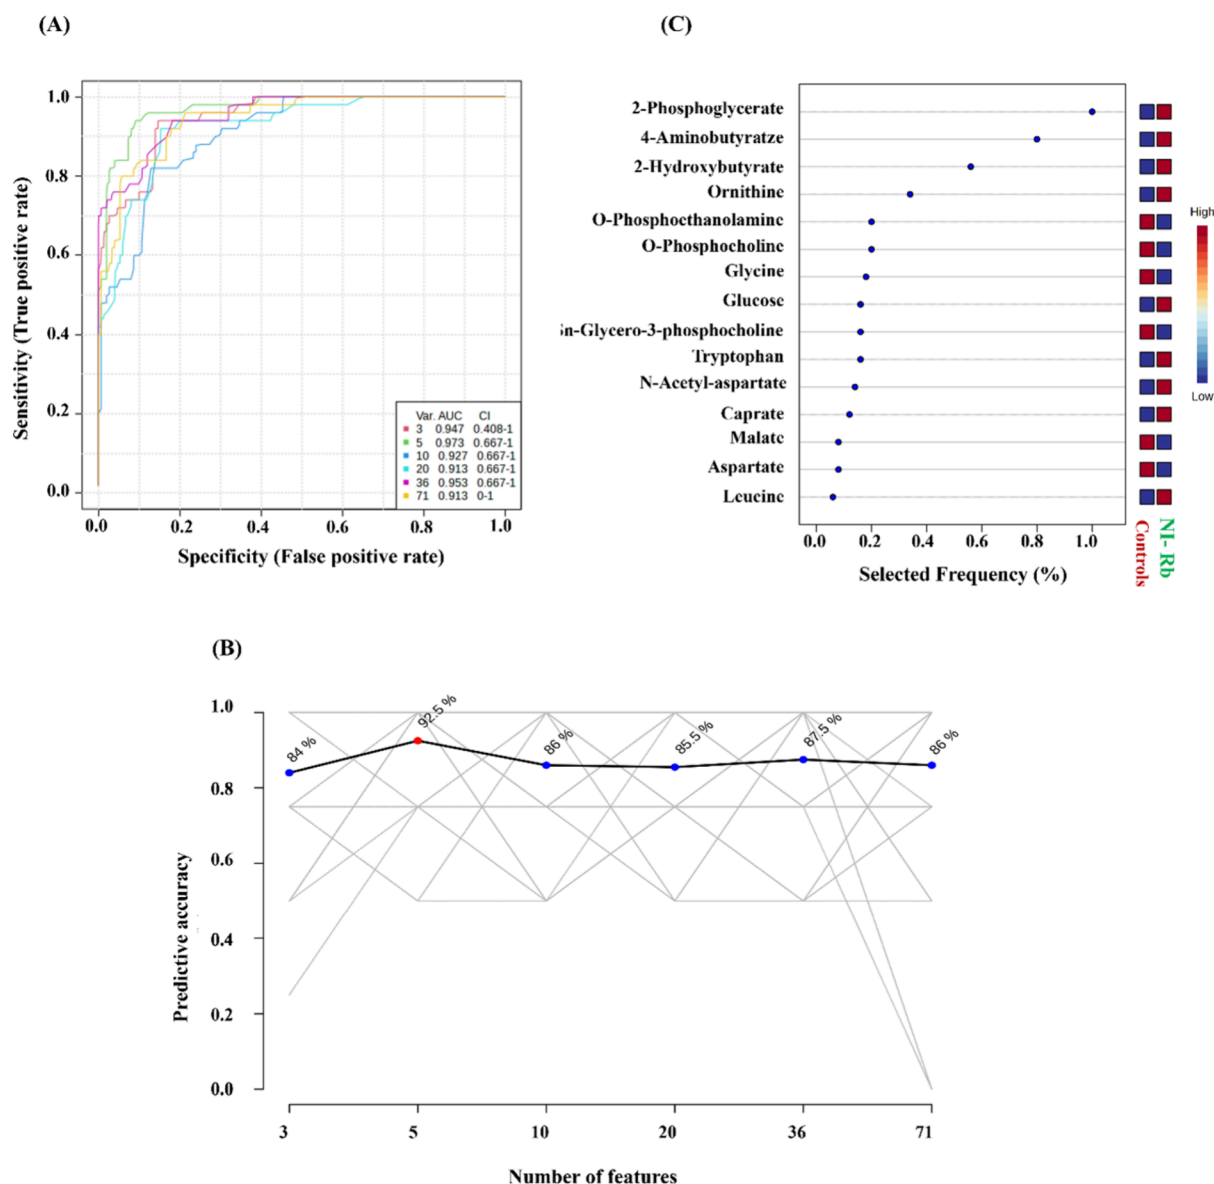 (A)
1.0
0.8
0.6
0.4
0.2
0.0
Sensitivity (True positive rate)
Var. AUC CI
3 0.947 0.408-1
5 0.973 0.667-1
10 0.927 0.667-1
20 0.913 0.667-1
36 0.953 0.667-1
71 0.913 0-1
0.0 0.2 0.4 0.6 0.8 1.0
Specificity (False positive rate)
(C)
2-Phosphoglycerate
4-Aminobutyratze
2-Hydroxybutyrate
Ornithine
O-Phosphoethanolamine
O-Phosphocholine
Glycine
Glucose
Sn-Glycero-3-phosphocholine
Tryptophan
N-Acetyl-aspartate
Caprate
Malate
Aspartate
Leucine
0.0 0.2 0.4 0.6 0.8 1.0
Selected Frequency (%)
Controls
NI- Rb
High
Low
(B)
1.0
0.8
0.6
0.4
0.2
0.0
Predictive accuracy
84 %
92.5 %
86 %
85.5 %
87.5 %
86 %
3 5 10 20 36 71
Number of features